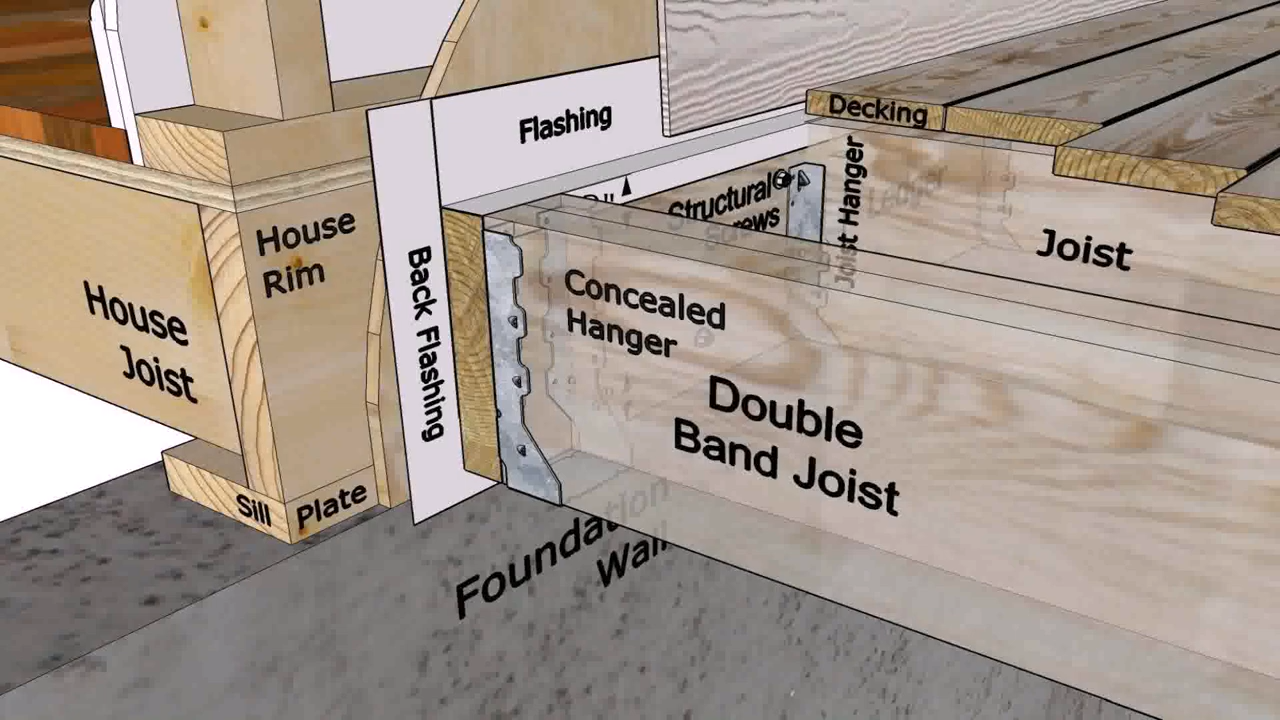 Flashing
Decking
Structural
Joist Hanger
Ledger
House
Rim
Joist
Back Flashing
Concealed
Hanger
House
Joist
Double
Band Joist
Sill Plate
Foundation
Wall